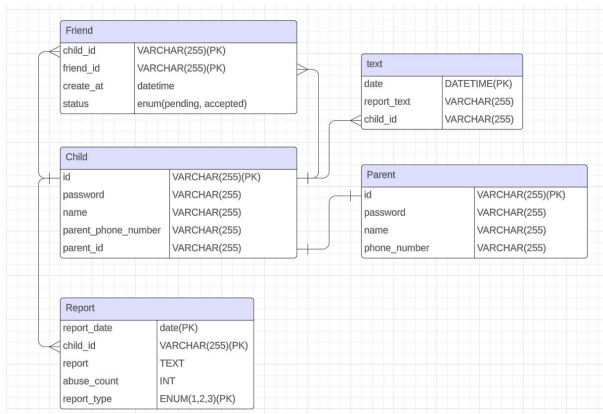 Friend
child_id VARCHAR(255)(PK)
friend_id VARCHAR(255)(PK)
create_at datetime
status enum(pending, accepted)
text
date DATETIME(PK)
report_text VARCHAR(255)
child_id VARCHAR(255)
Child
id VARCHAR(255)(PK)
password VARCHAR(255)
name VARCHAR(255)
parent_phone_number VARCHAR(255)
parent_id VARCHAR(255)
Parent
id VARCHAR(255)(PK)
password VARCHAR(255)
name VARCHAR(255)
phone_number VARCHAR(255)
Report
report_date date(PK)
child_id VARCHAR(255)(PK)
report TEXT
abuse_count INT
report_type ENUM(1,2,3)(PK)